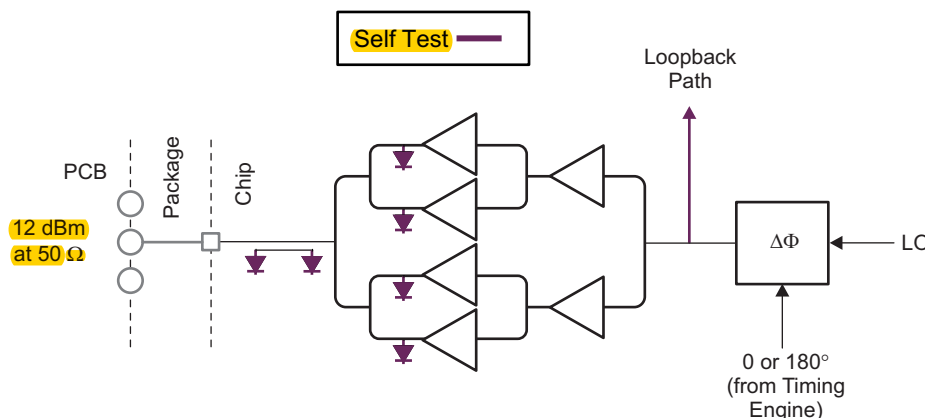 Self Test
Loopback
Path
PCB
Package
Chip
12 dBm
at 50 Ω
ΔΦ
LO
0 or 180°
(from Timing
Engine)